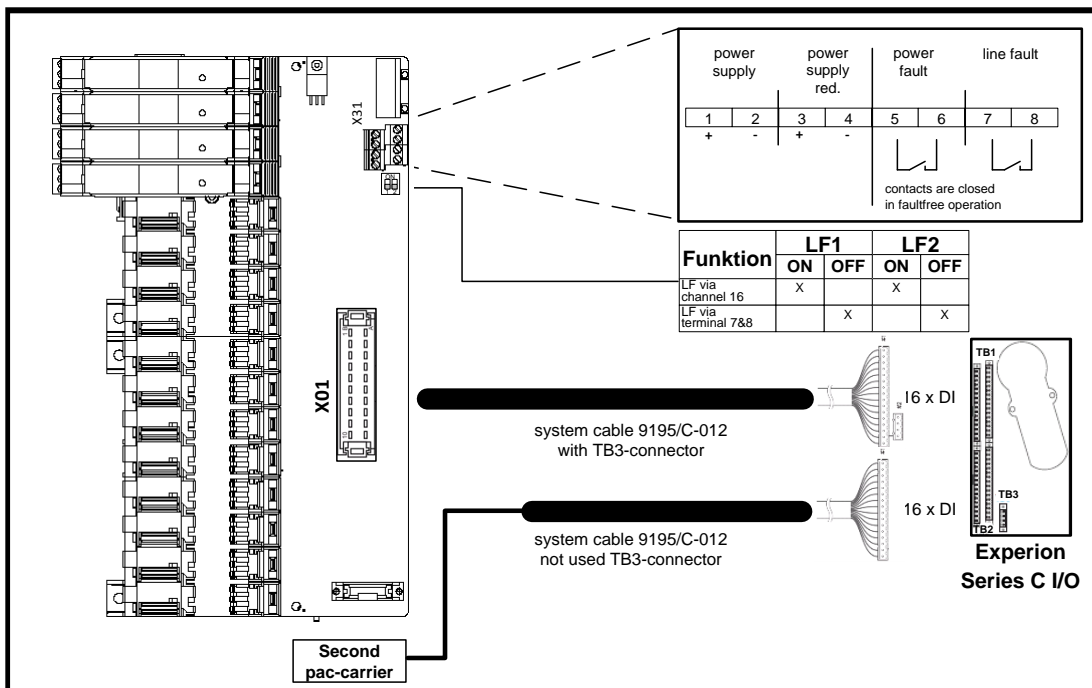 power supply
power supply red.
power fault
line fault
1 2 3 4 5 6 7 8
+ - + -
contacts are closed
in faultfree operation
X31
ON
Funktion LF1 LF2
ON OFF ON OFF
LF via channel 16 X X
LF via terminal 7&8 X X
X01
TB1
16 x DI
system cable 9195/C-012
with TB3-connector
16 x DI
TB3
TB2
system cable 9195/C-012
not used TB3-connector
Experion
Series C I/O
Second
pac-carrier